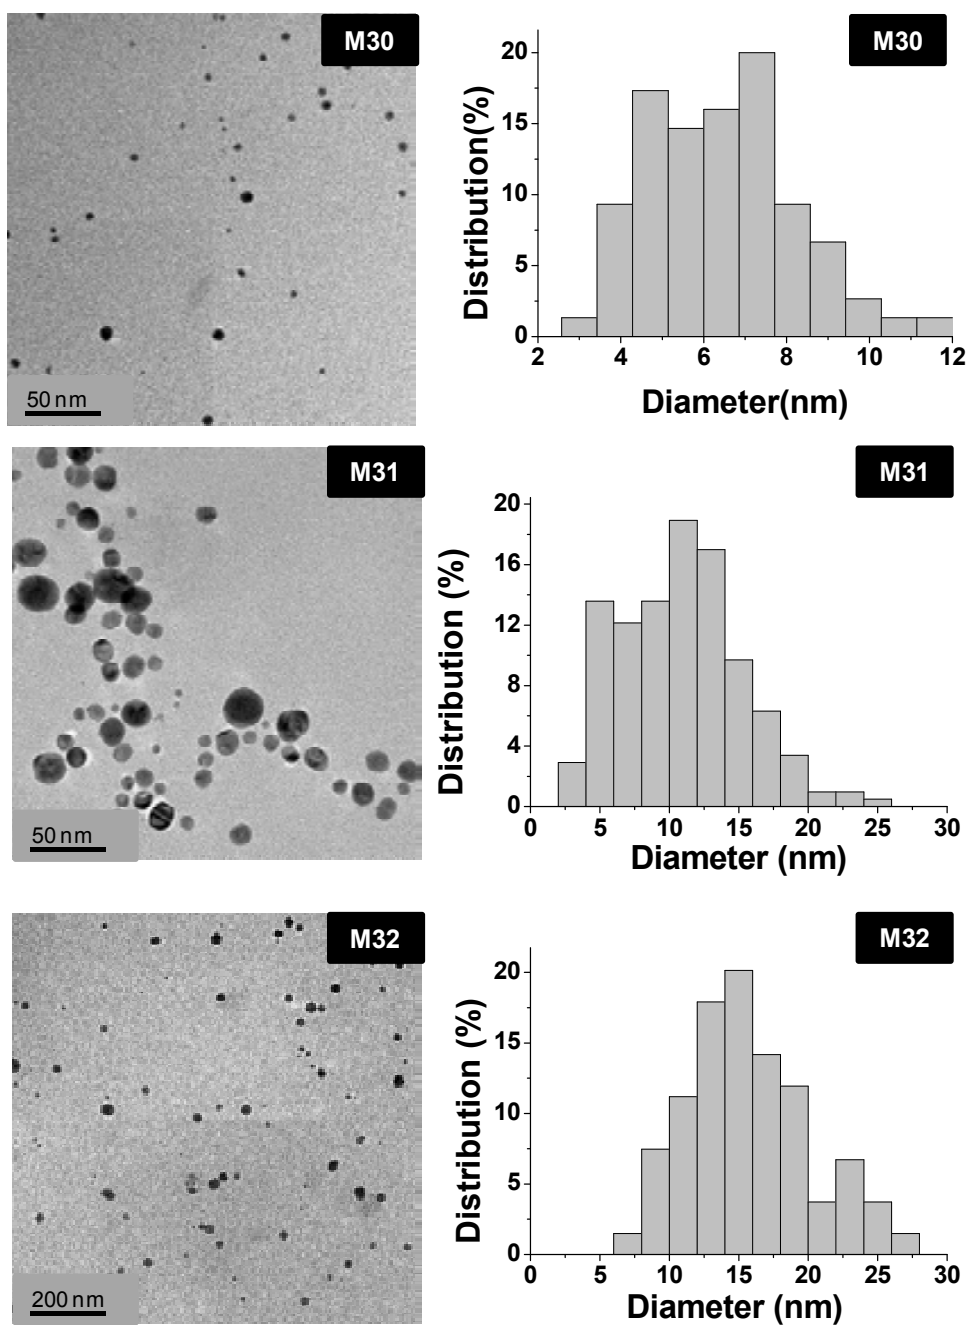 M30
50 nm
M30
Distribution(%)
20
15
10
5
0
2 4 6 8 10 12
Diameter(nm)
M31
50 nm
M31
Distribution (%)
20
16
12
8
4
0
0 5 10 15 20 25 30
Diameter (nm)
M32
200 nm
M32
Distribution (%)
20
15
10
5
0
0 5 10 15 20 25 30
Diameter (nm)